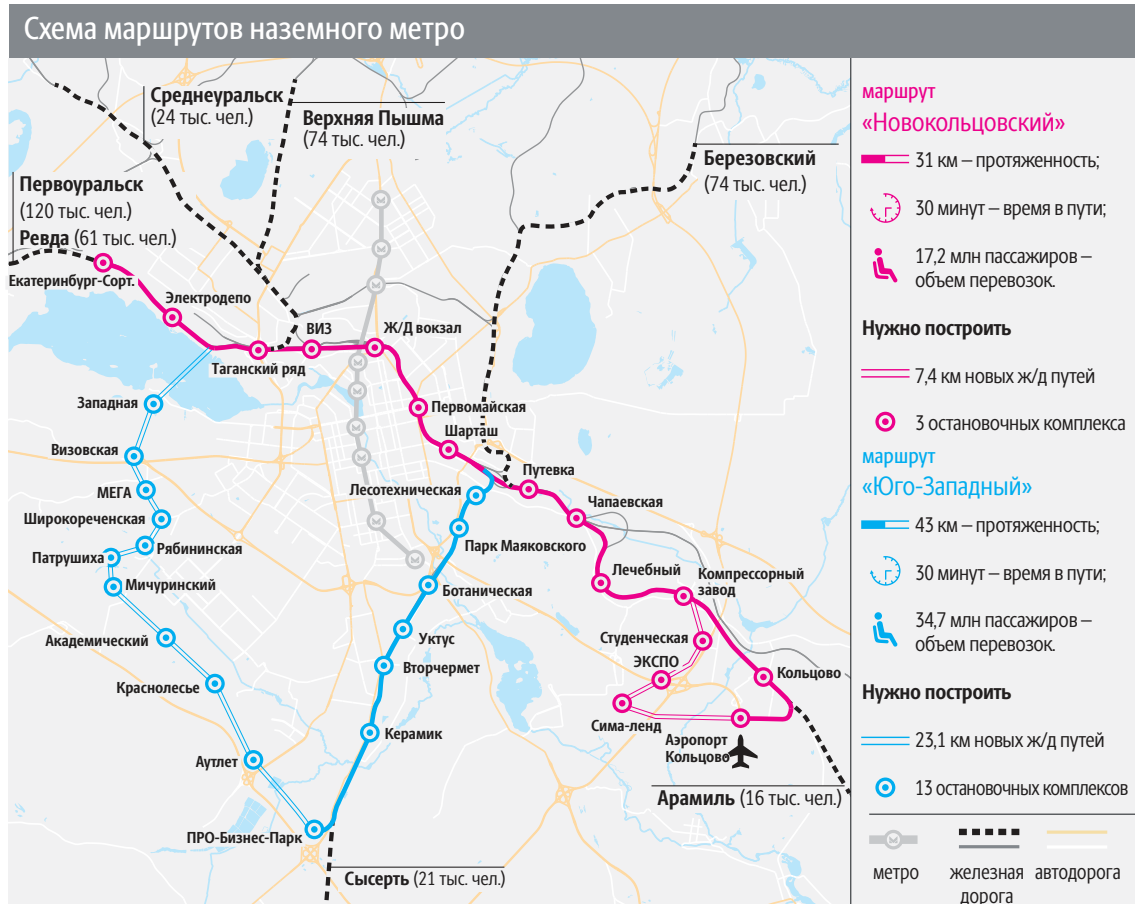 Схема маршрутов наземного метро
Среднеуральск
(24 тыс. чел.)
Верхняя Пышма
(74 тыс. чел.)
Березовский
(74 тыс. чел.)
Первоуральск
(120 тыс. чел.)
Ревда (61 тыс. чел.)
Екатеринбург-Сорт.
Электродепо
Таганский ряд
ВИЗ
Ж/Д вокзал
Западная
Первомайская
Шарташ
Визовская
Путевка
МЕГА
Лесотехническая
Чапаевская
Широкореченская
Парк Маяковского
Рябининская
Патрушиха
Мичуринский
Лечебный
Компрессорный
завод
Ботаническая
Академический
Уктус
Студенческая
Вторчермет
ЭКСПО
Кольцово
Краснолесье
Сима-ленд
Керамик
Аэропорт
Кольцово
Аутлет
Арамиль (16 тыс. чел.)
ПРО-Бизнес-Парк
Сысерть (21 тыс. чел.)
маршрут
«Новокольцовский»
31 км – протяженность;
30 минут – время в пути;
17,2 млн пассажиров –
объем перевозок.
Нужно построить
7,4 км новых ж/д путей
3 остановочных комплекса
маршрут
«Юго-Западный»
43 км – протяженность;
30 минут – время в пути;
34,7 млн пассажиров –
объем перевозок.
Нужно построить
23,1 км новых ж/д путей
13 остановочных комплексов
метро
железная
дорога
автодорога